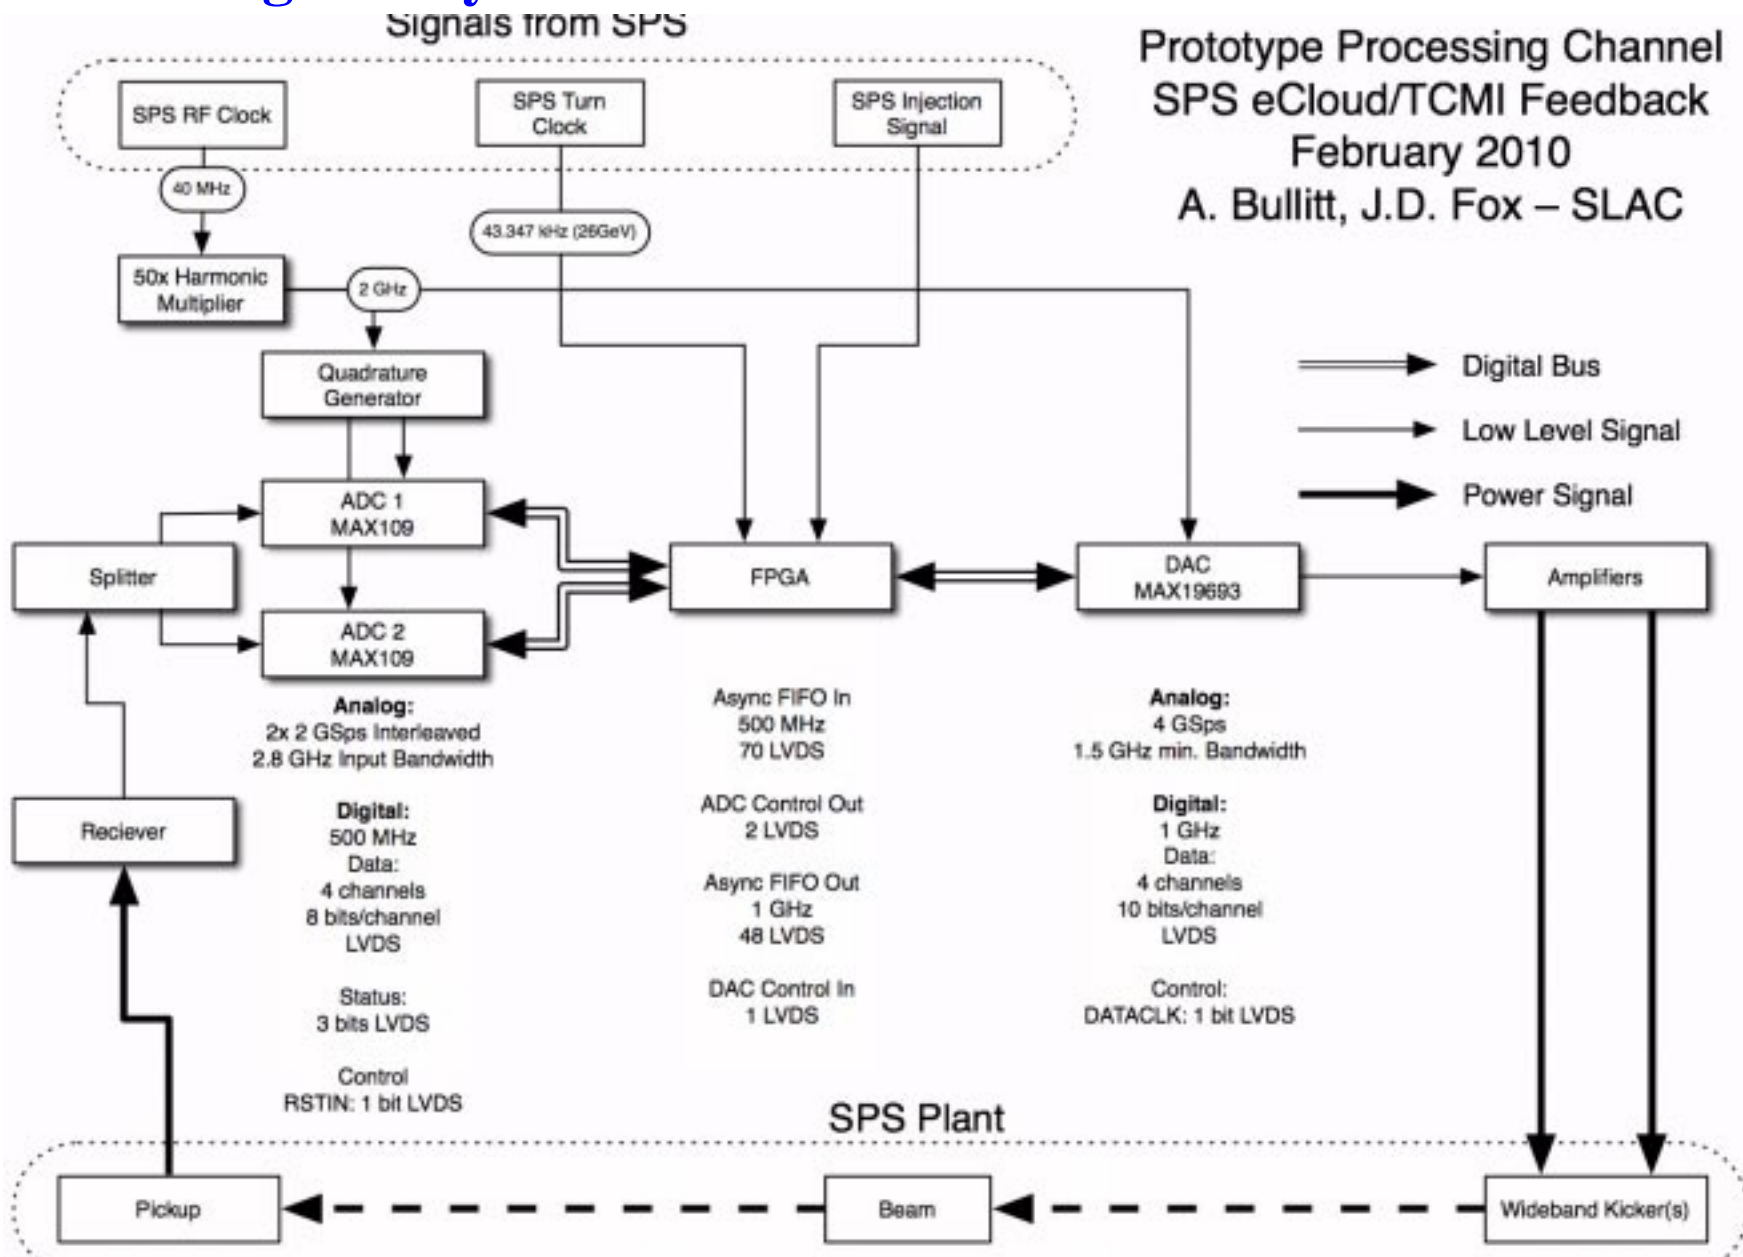 Signals from SPS
Prototype Processing Channel
SPS eCloud/TCMI Feedback
February 2010
A. Bullitt, J.D. Fox – SLAC
SPS RF Clock
SPS Turn
Clock
SPS Injection
Signal
40 MHz
43.347 kHz (26GeV)
50x Harmonic
Multiplier
2 GHz
Quadrature
Generator
Digital Bus
Low Level Signal
Power Signal
ADC 1
MAX109
Splitter
ADC 2
MAX109
FPGA
DAC
MAX19693
Amplifiers
Analog:
2x 2 GSps Interleaved
2.8 GHz Input Bandwidth
Digital:
500 MHz
Data:
4 channels
8 bits/channel
LVDS
Status:
3 bits LVDS
Control
RSTIN: 1 bit LVDS
Async FIFO In
500 MHz
70 LVDS
ADC Control Out
2 LVDS
Async FIFO Out
1 GHz
48 LVDS
DAC Control In
1 LVDS
Analog:
4 GSps
1.5 GHz min. Bandwidth
Digital:
1 GHz
Data:
4 channels
10 bits/channel
LVDS
Control:
DATACLK: 1 bit LVDS
Reciever
SPS Plant
Pickup
Beam
Wideband Kicker(s)